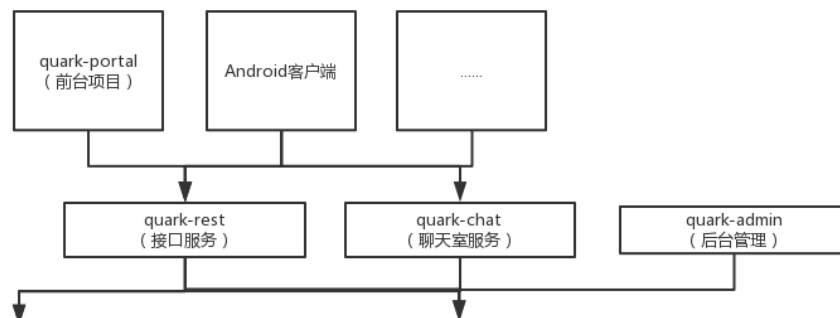 quark-portal
（前台项目）
Android客户端
......
quark-rest
（接口服务）
quark-chat
（聊天室服务）
quark-admin
（后台管理）